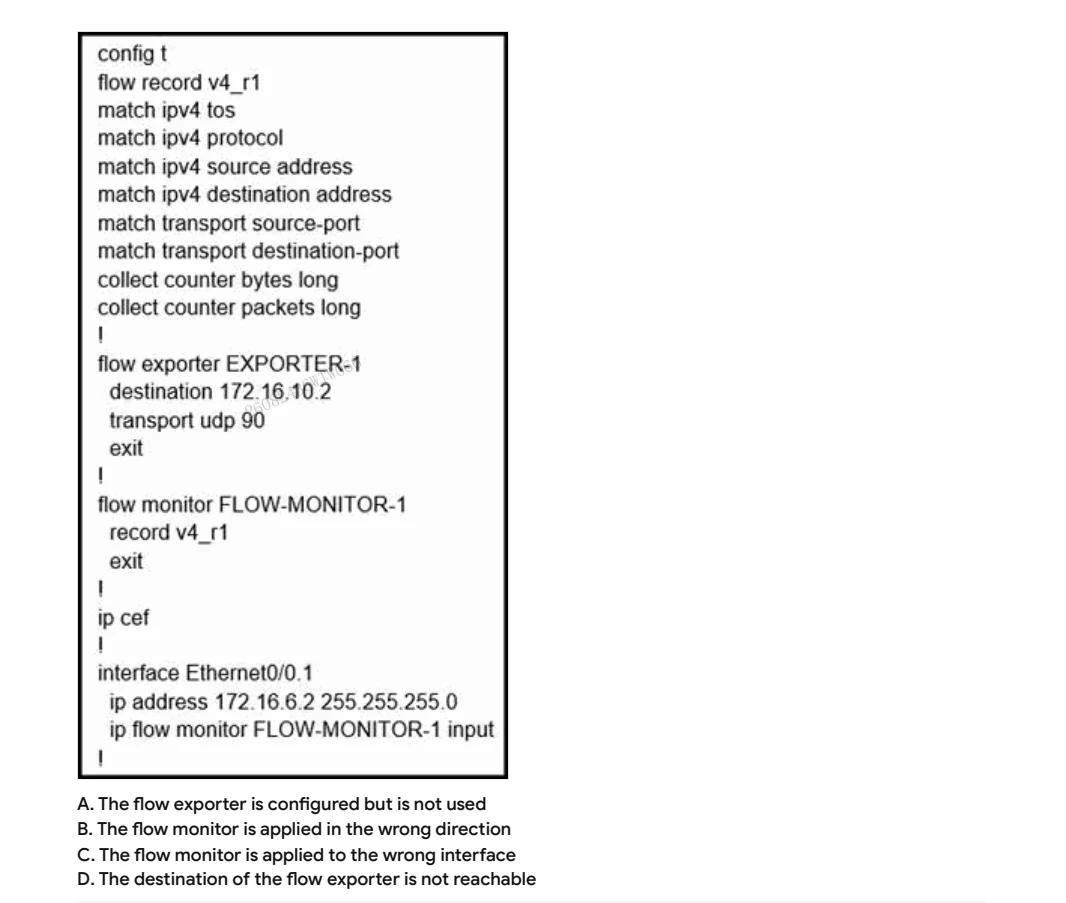 config t
flow record v4_r1
match ipv4 tos
match ipv4 protocol
match ipv4 source address
match ipv4 destination address
match transport source-port
match transport destination-port
collect counter bytes long
collect counter packets long
!
flow exporter EXPORTER-1
destination 172.16.10.2
transport udp 90
exit
!
flow monitor FLOW-MONITOR-1
record v4_r1
exit
!
ip cef
!
interface Ethernet0/0.1
ip address 172.16.6.2 255.255.255.0
ip flow monitor FLOW-MONITOR-1 input
!
A. The flow exporter is configured but is not used
B. The flow monitor is applied in the wrong direction
C. The flow monitor is applied to the wrong interface
D. The destination of the flow exporter is not reachable